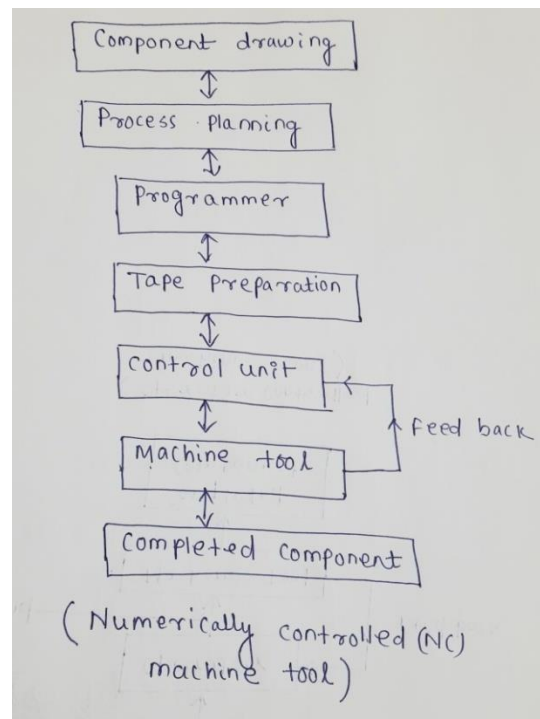 Component drawing
Process planning
Programmer
Tape preparation
control unit
Feed back
Machine tool
Completed component
(Numerically controlled (NC)
machine tool)